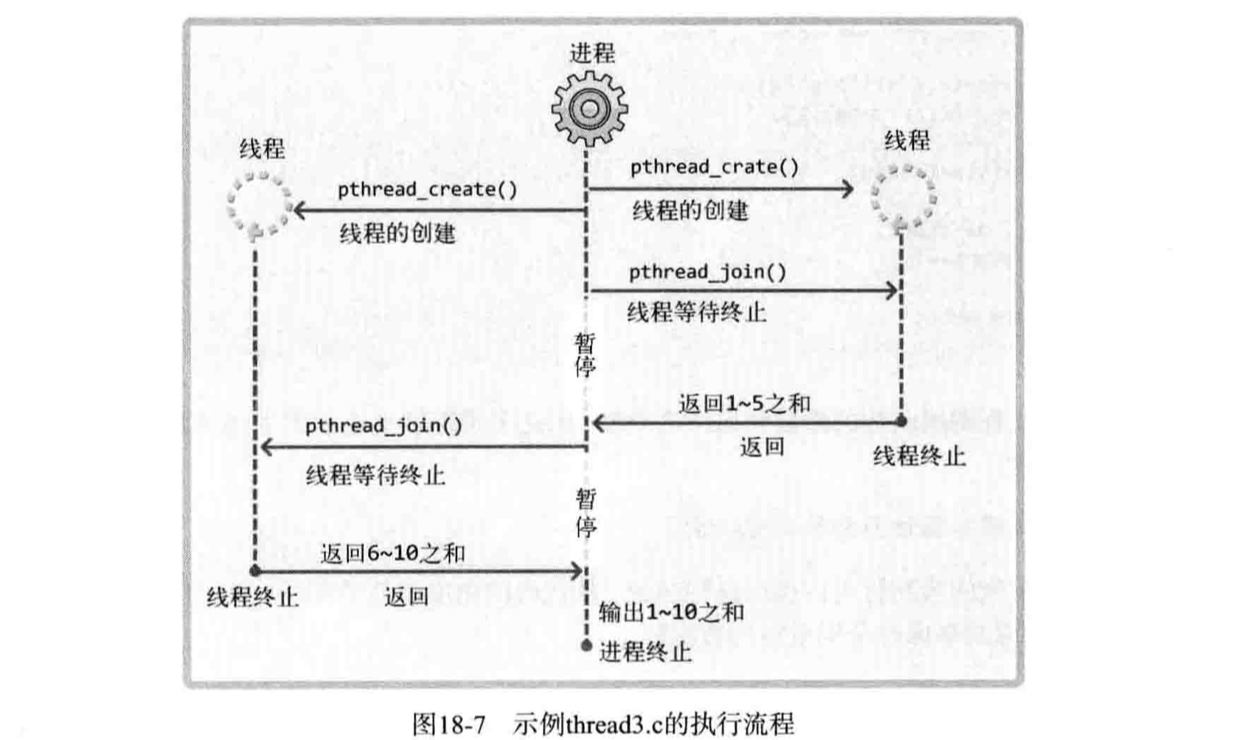 进程
线程
线程
pthread_crate()
pthread_create()
线程的创建
线程的创建
pthread_join()
线程等待终止
暂停
返回1~5之和
返回
pthread_join()
线程终止
线程等待终止
暂停
返回6~10之和
线程终止
返回
输出1~10之和
进程终止
图18-7 示例thread3.c的执行流程